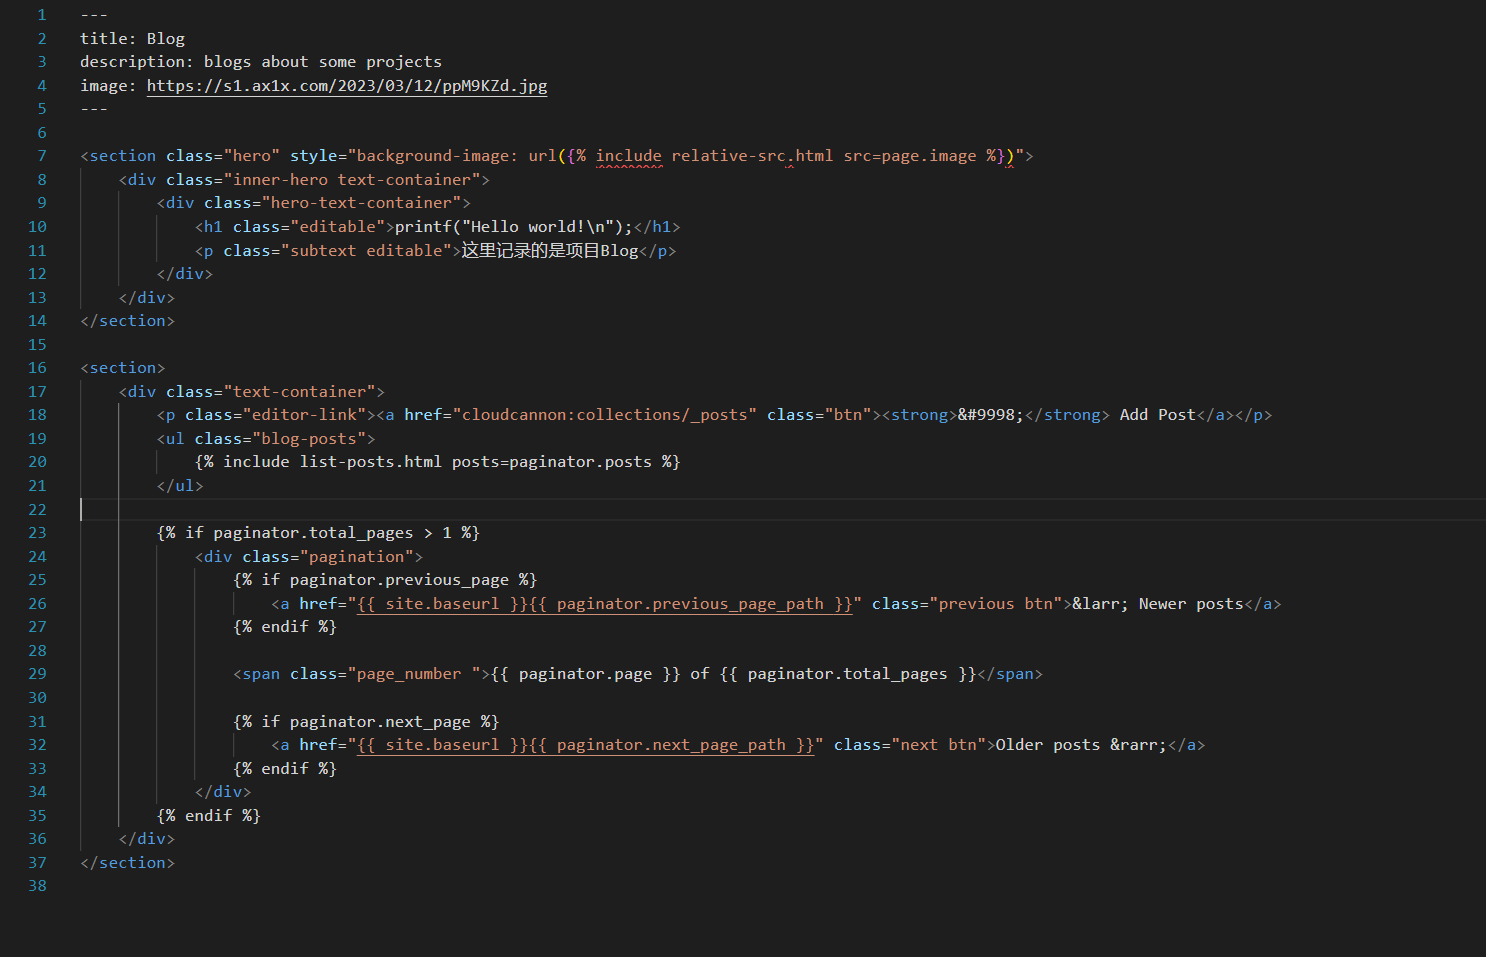 1 ---
2 title: Blog
3 description: blogs about some projects
4 image: https://s1.ax1x.com/2023/03/12/ppM9KZd.jpg
5 ---
6
7 <section class="hero" style="background-image: url({% include relative-src.html src=page.image %})">
8 <div class="inner-hero text-container">
9 <div class="hero-text-container">
10 <h1 class="editable">printf("Hello world!\n");</h1>
11 <p class="subtext editable">这里记录的是项目Blog</p>
12 </div>
13 </div>
14 </section>
15
16 <section>
17 <div class="text-container">
18 <p class="editor-link"><a href="cloudcannon:collections/_posts" class="btn"><strong>&#9998;</strong> Add Post</a></p>
19 <ul class="blog-posts">
20 {% include list-posts.html posts=paginator.posts %}
21 </ul>
22
23 {% if paginator.total_pages > 1 %}
24 <div class="pagination">
25 {% if paginator.previous_page %}
26 <a href="{{ site.baseurl }}{{ paginator.previous_page_path }}" class="previous btn">&larr; Newer posts</a>
27 {% endif %}
28
29 <span class="page_number ">{{ paginator.page }} of {{ paginator.total_pages }}</span>
30
31 {% if paginator.next_page %}
32 <a href="{{ site.baseurl }}{{ paginator.next_page_path }}" class="next btn">Older posts &rarr;</a>
33 {% endif %}
34 </div>
35 {% endif %}
36 </div>
37 </section>
38